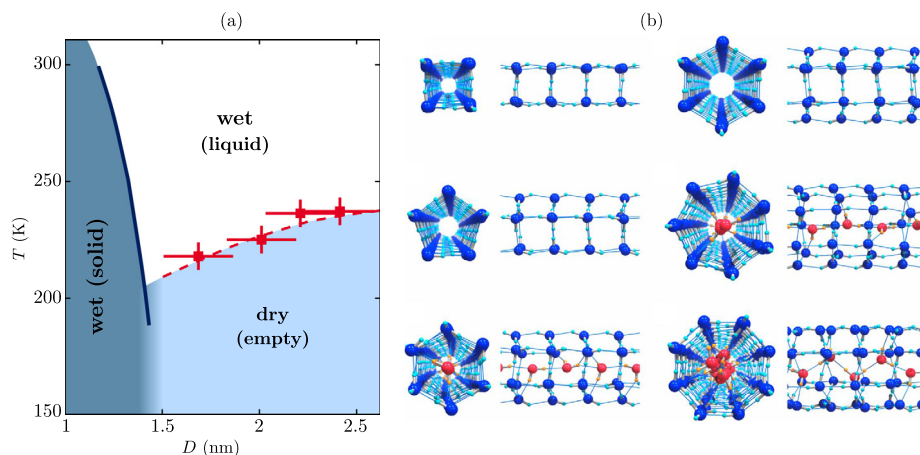 (a)
(b)
300
250
200
150
T (K)
wet
(liquid)
wet (solid)
dry
(empty)
1
1.5
2
2.5
D (nm)